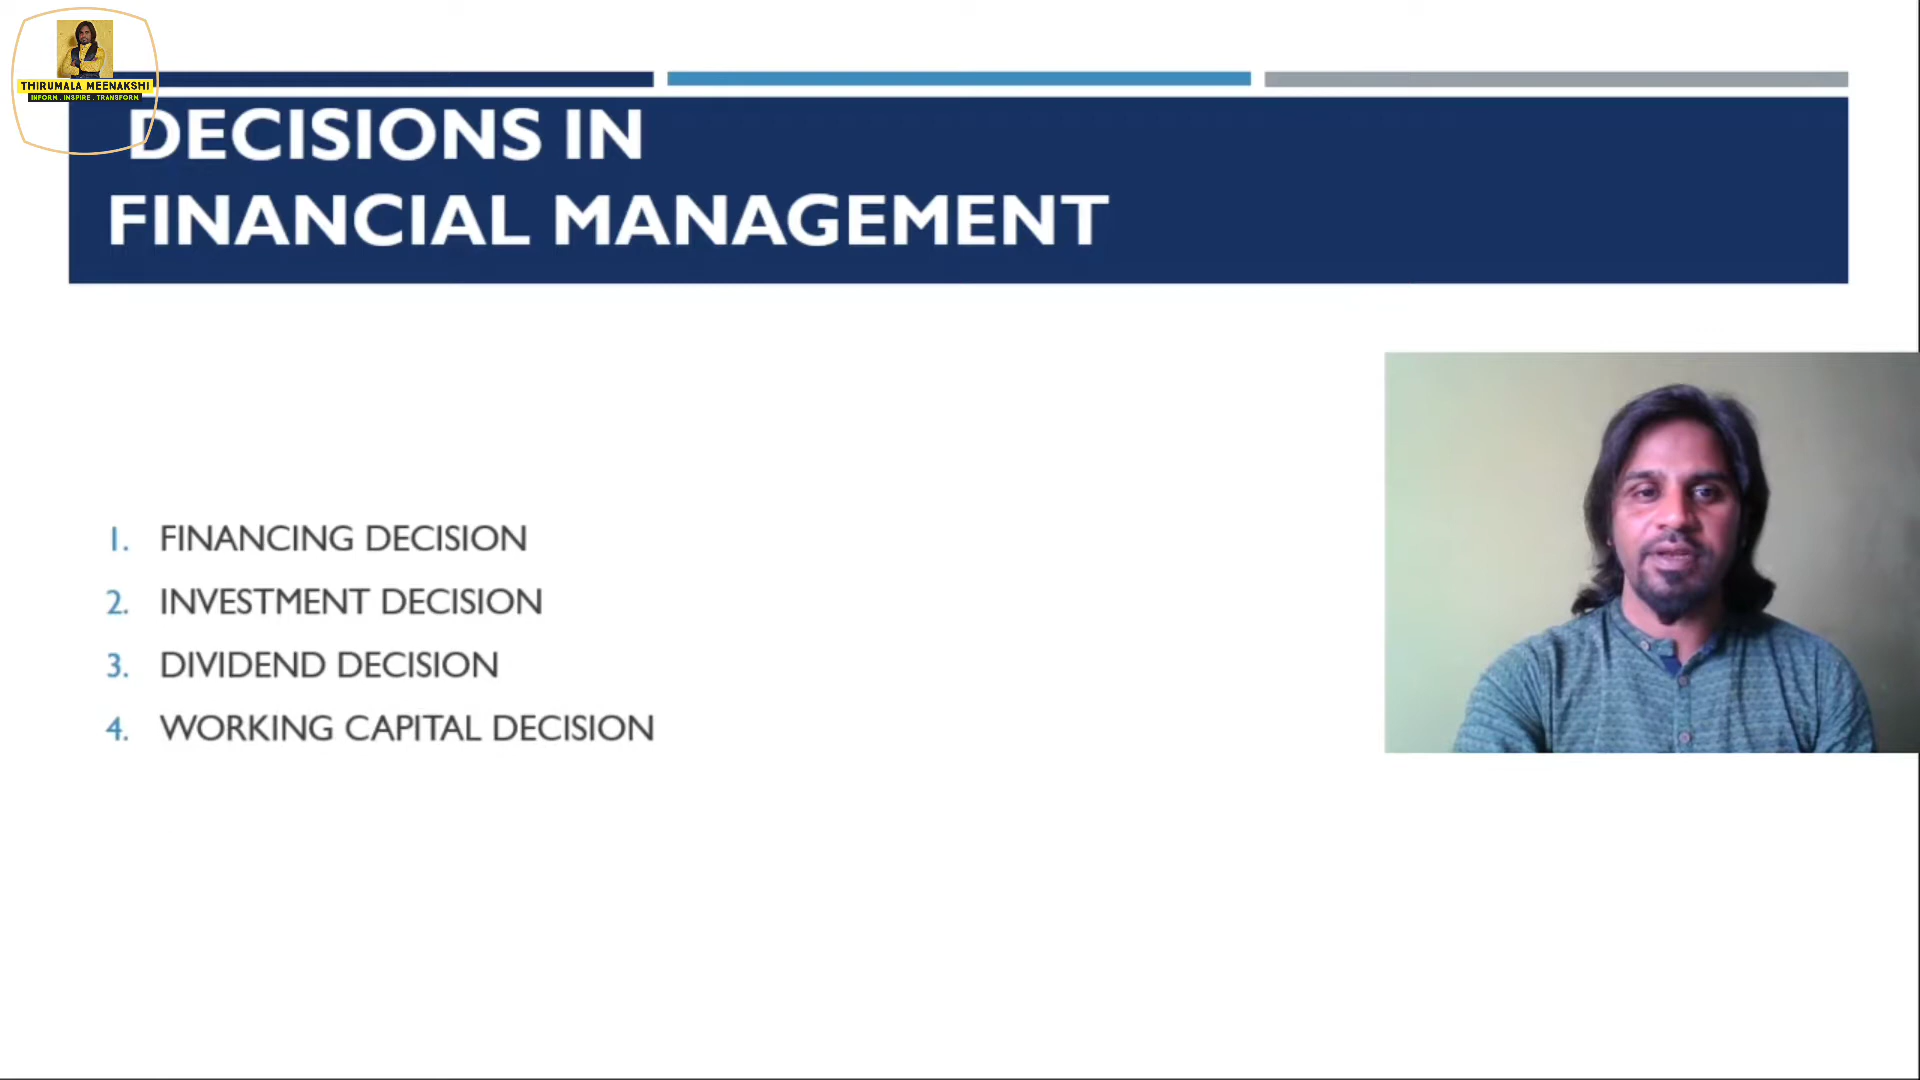 THIRUMALA MEENAKSHI
INFORM . INSPIRE . TRANSFORM
DECISIONS IN
FINANCIAL MANAGEMENT
1. FINANCING DECISION
2. INVESTMENT DECISION
3. DIVIDEND DECISION
4. WORKING CAPITAL DECISION